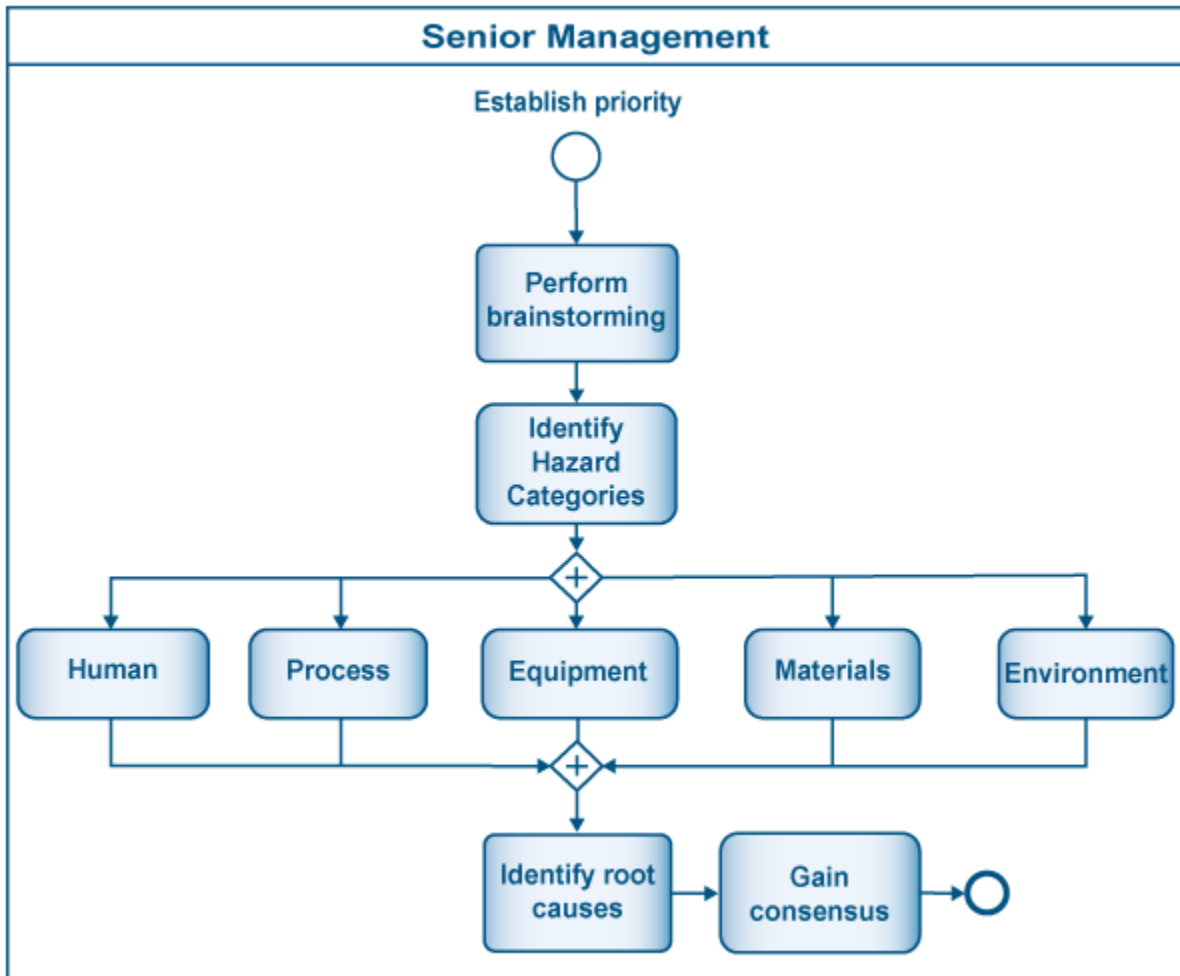 Senior Management
Establish priority
Perform
brainstorming
Identify
Hazard
Categories
Human
Process
Equipment
Materials
Environment
Identify root
causes
Gain
consensus